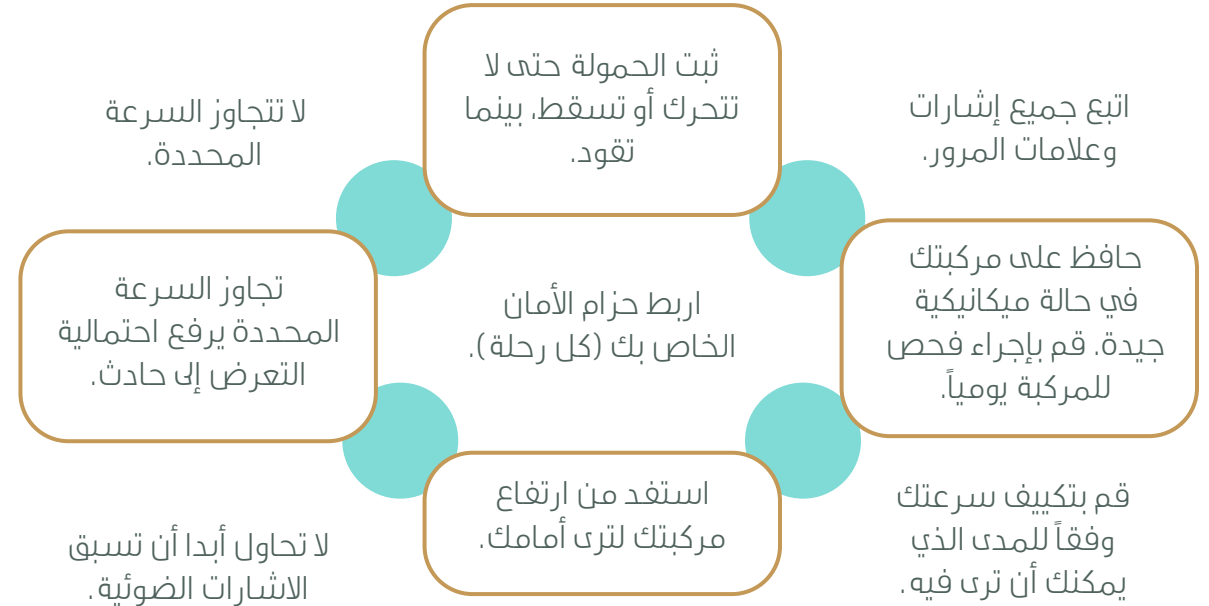 اتبع جميع إشارات
وعلامات المرور.
ثبت الحمولة حتى لا
تتحرك أو تسقط، بينما
تقود.
لا تتجاوز السرعة
المحددة.
حافظ على مركبتك
في حالة ميكانيكية
جيدة. قم بإجراء فحص
للمركبة يومياً.
اربط حزام الأمان
الخاص بك (كل رحلة).
تجاوز السرعة
المحددة يرفع احتمالية
التعرض إلى حادث.
قم بتكييف سرعتك
وفقاً للمدى الذي
يمكنك أن ترى فيه.
استفد من ارتفاع
مركبتك لترى أمامك.
لا تحاول أبدا أن تسبق
الاشارات الضوئية.